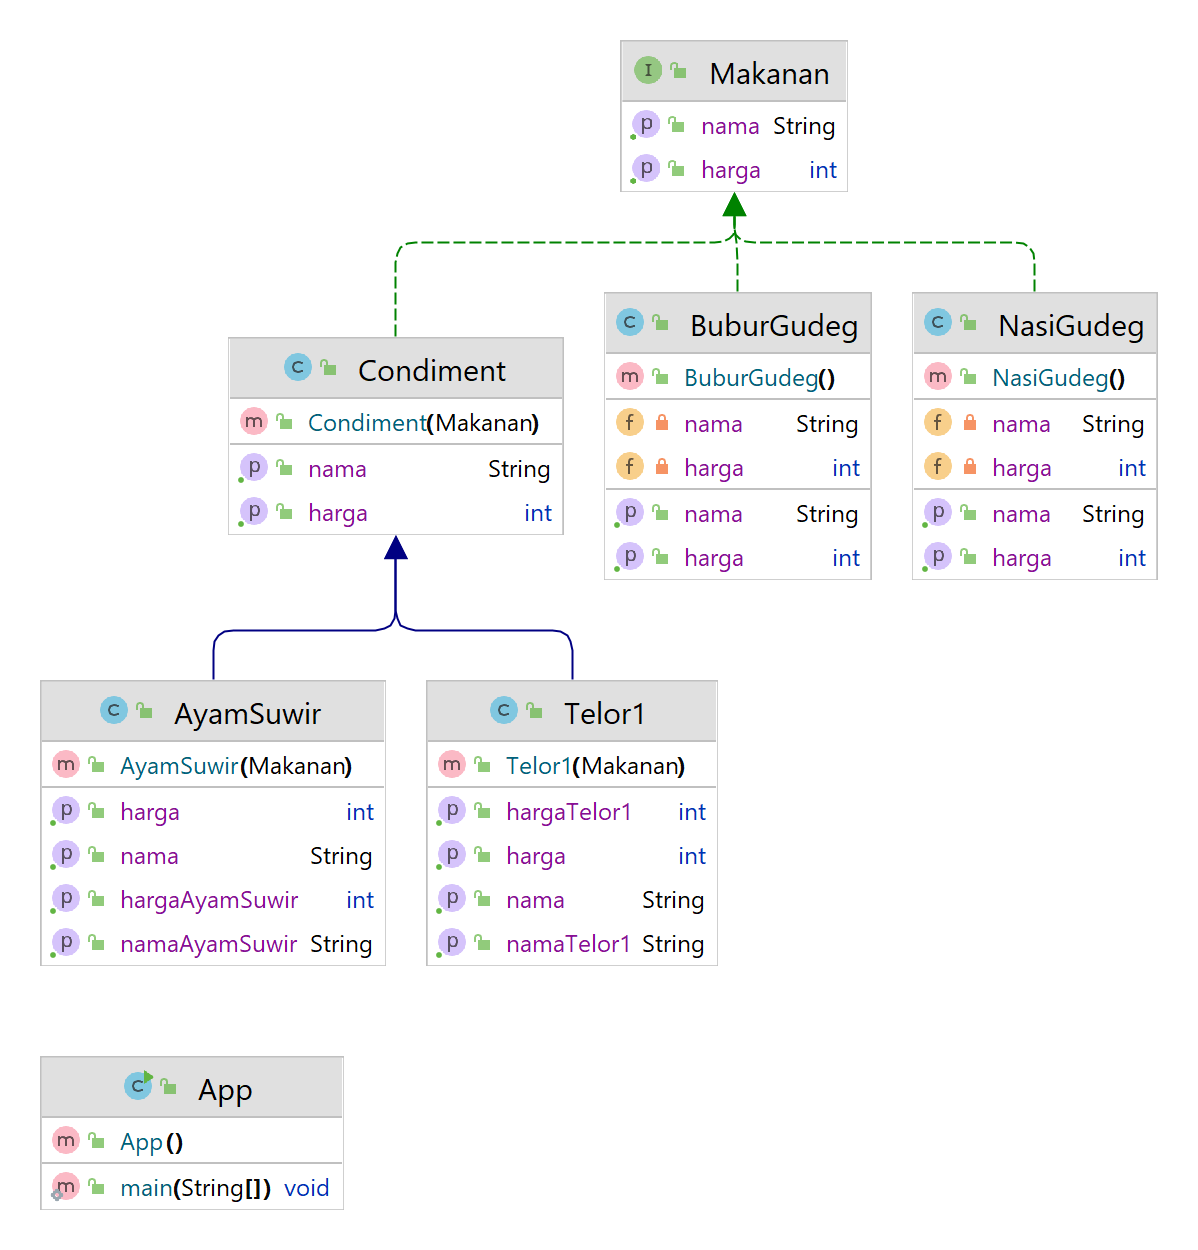 I Makanan
p nama String
p harga int
C Condiment
m Condiment(Makanan)
p nama String
p harga int
C BuburGudeg
m BuburGudeg()
f nama String
f harga int
p nama String
p harga int
C NasiGudeg
m NasiGudeg()
f nama String
f harga int
p nama String
p harga int
C AyamSuwir
m AyamSuwir(Makanan)
p harga int
p nama String
p hargaAyamSuwir int
p namaAyamSuwir String
C Telor1
m Telor1(Makanan)
p hargaTelor1 int
p harga int
p nama String
p namaTelor1 String
C App
m App()
m main(String[]) void